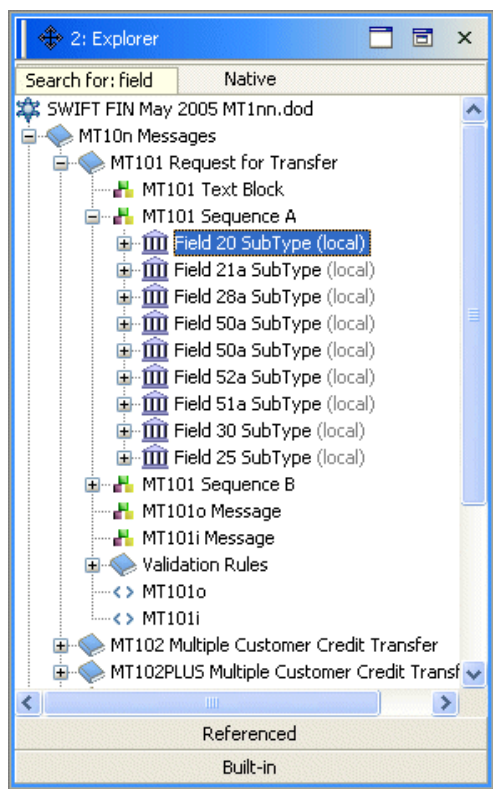 2: Explorer
Search for: field Native
SWIFT FIN May 2005 MT1nn.dod
MT10n Messages
MT101 Request for Transfer
MT101 Text Block
MT101 Sequence A
Field 20 SubType (local)
Field 21a SubType (local)
Field 28a SubType (local)
Field 50a SubType (local)
Field 50a SubType (local)
Field 52a SubType (local)
Field 51a SubType (local)
Field 30 SubType (local)
Field 25 SubType (local)
MT101 Sequence B
MT101o Message
MT101i Message
Validation Rules
MT101o
MT101i
MT102 Multiple Customer Credit Transfer
MT102PLUS Multiple Customer Credit Transf
Referenced
Built-in